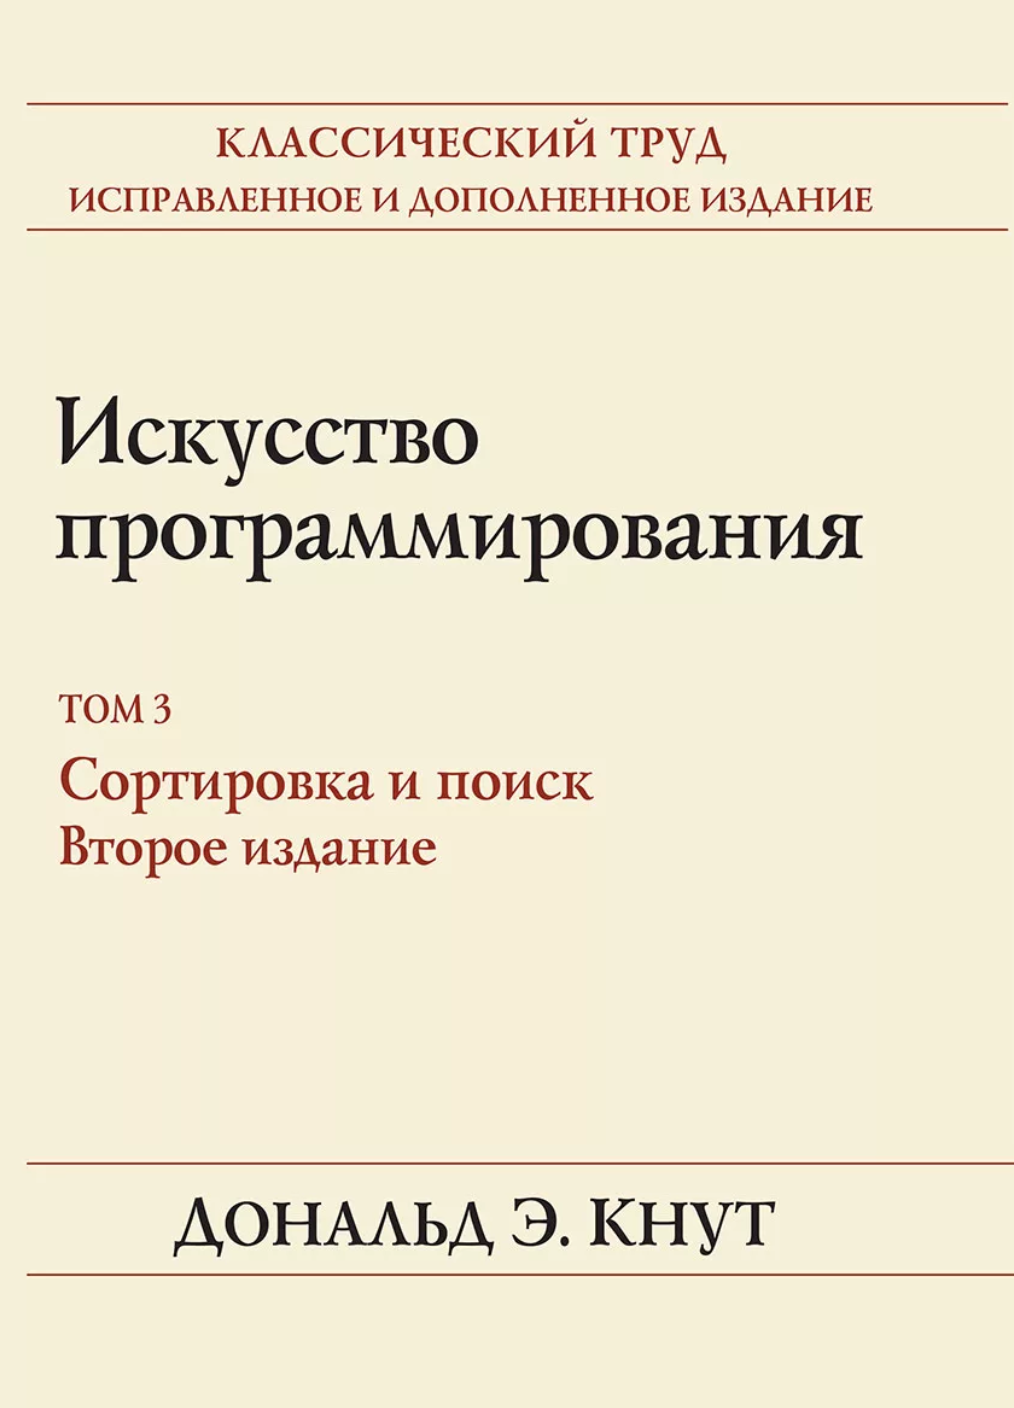 КЛАССИЧЕСКИЙ ТРУД
ИСПРАВЛЕННОЕ И ДОПОЛНЕННОЕ ИЗДАНИЕ
Искусство
программирования
ТОМ 3
Сортировка и поиск
Второе издание
ДОНАЛЬД Э. КНУТ